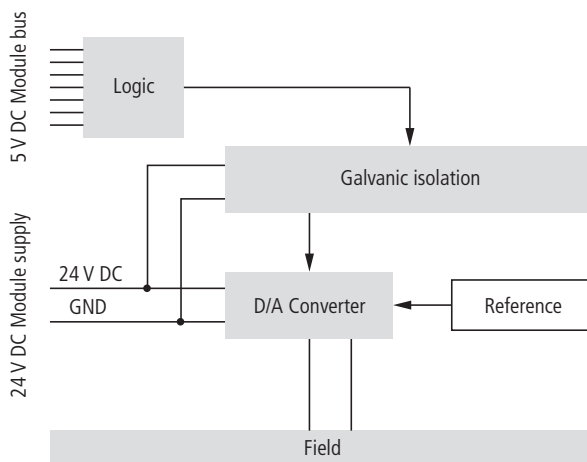 5 V DC Module bus
Logic
Galvanic isolation
24 V DC Module supply
24 V DC
GND
D/A Converter
Reference
Field